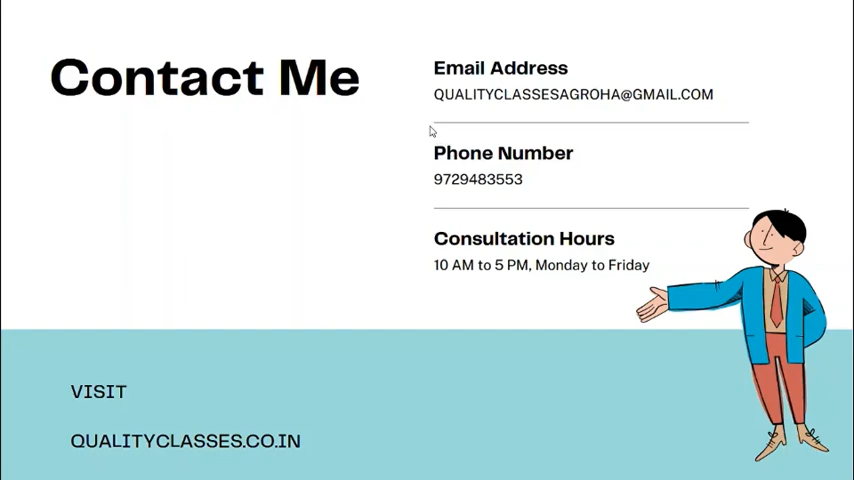 Contact Me
Email Address
QUALITYCLASSESAGROHA@GMAIL.COM
Phone Number
9729483553
Consultation Hours
10 AM to 5 PM, Monday to Friday
VISIT
QUALITYCLASSES.CO.IN